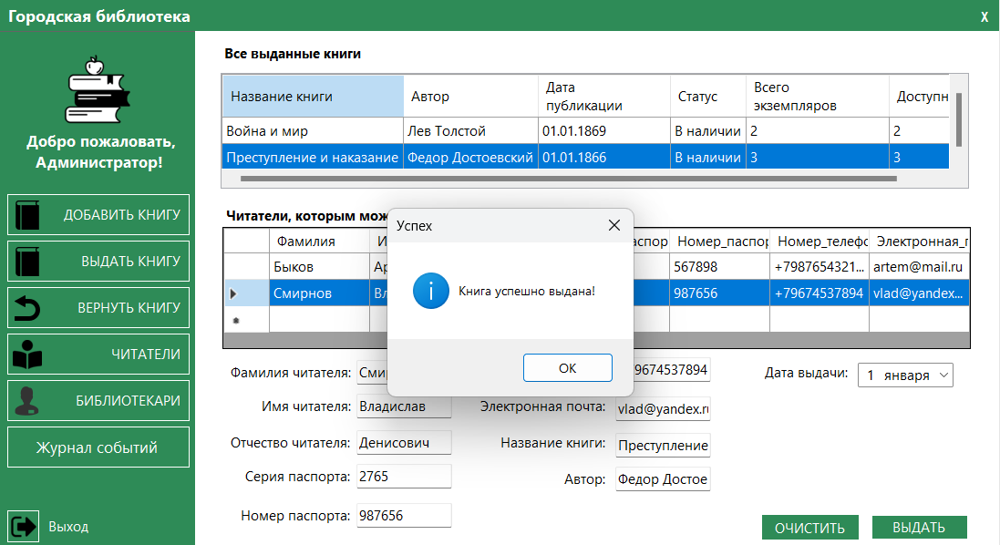 Городская библиотека
X
Добро пожаловать,
Администратор!
ДОБАВИТЬ КНИГУ
ВЫДАТЬ КНИГУ
ВЕРНУТЬ КНИГУ
ЧИТАТЕЛИ
БИБЛИОТЕКАРИ
Журнал событий
Выход
Все выданные книги
Название книги Автор Дата публикации Статус Всего экземпляров Доступн
Война и мир Лев Толстой 01.01.1869 В наличии 2 2
Преступление и наказание Федор Достоевский 01.01.1866 В наличии 3 3
Читатели, которым мож
Фамилия И аспор Номер_паспор Номер_телефо Электронная_п
Быков Ар 567898 +7987654321... artem@mail.ru
Смирнов Вл 987656 +79674537894 vlad@yandex...
Успех
Книга успешно выдана!
OK
Фамилия читателя: Сми 9674537894 Дата выдачи: 1 января
Имя читателя: Владислав Электронная почта: vlad@yandex.ru
Отчество читателя: Денисович Название книги: Преступление
Серия паспорта: 2765 Автор: Федор Достое
Номер паспорта: 987656
ОЧИСТИТЬ ВЫДАТЬ